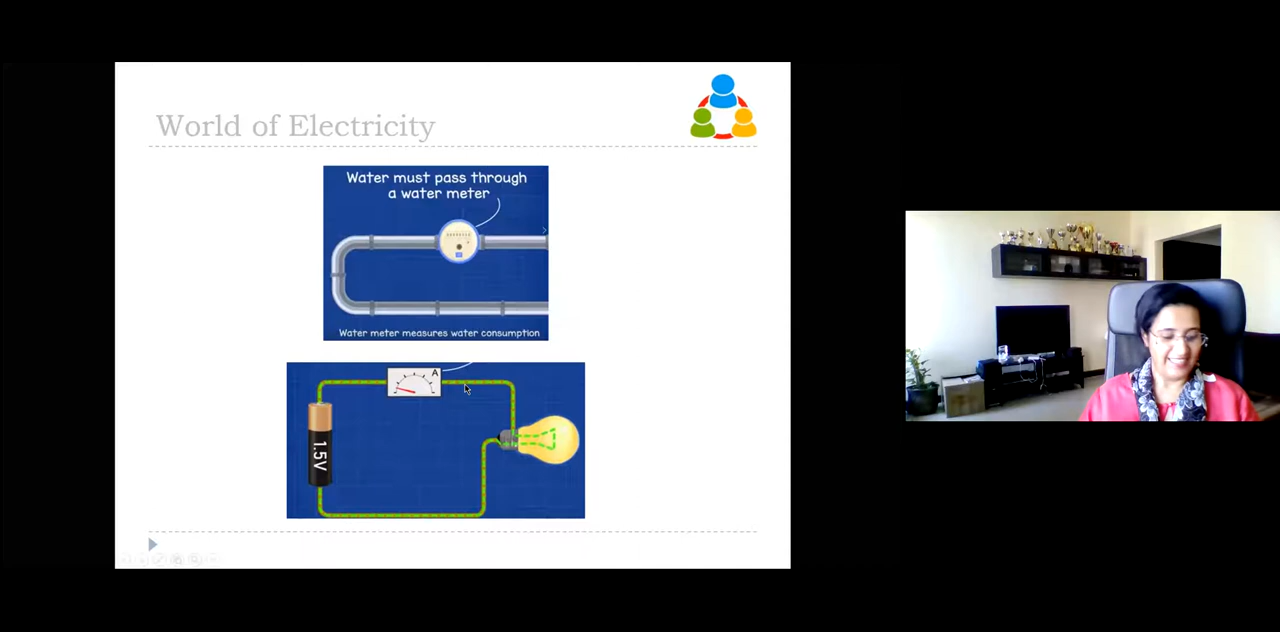 World of Electricity
Water must pass through
a water meter
Water meter measures water consumption
A
1.5V